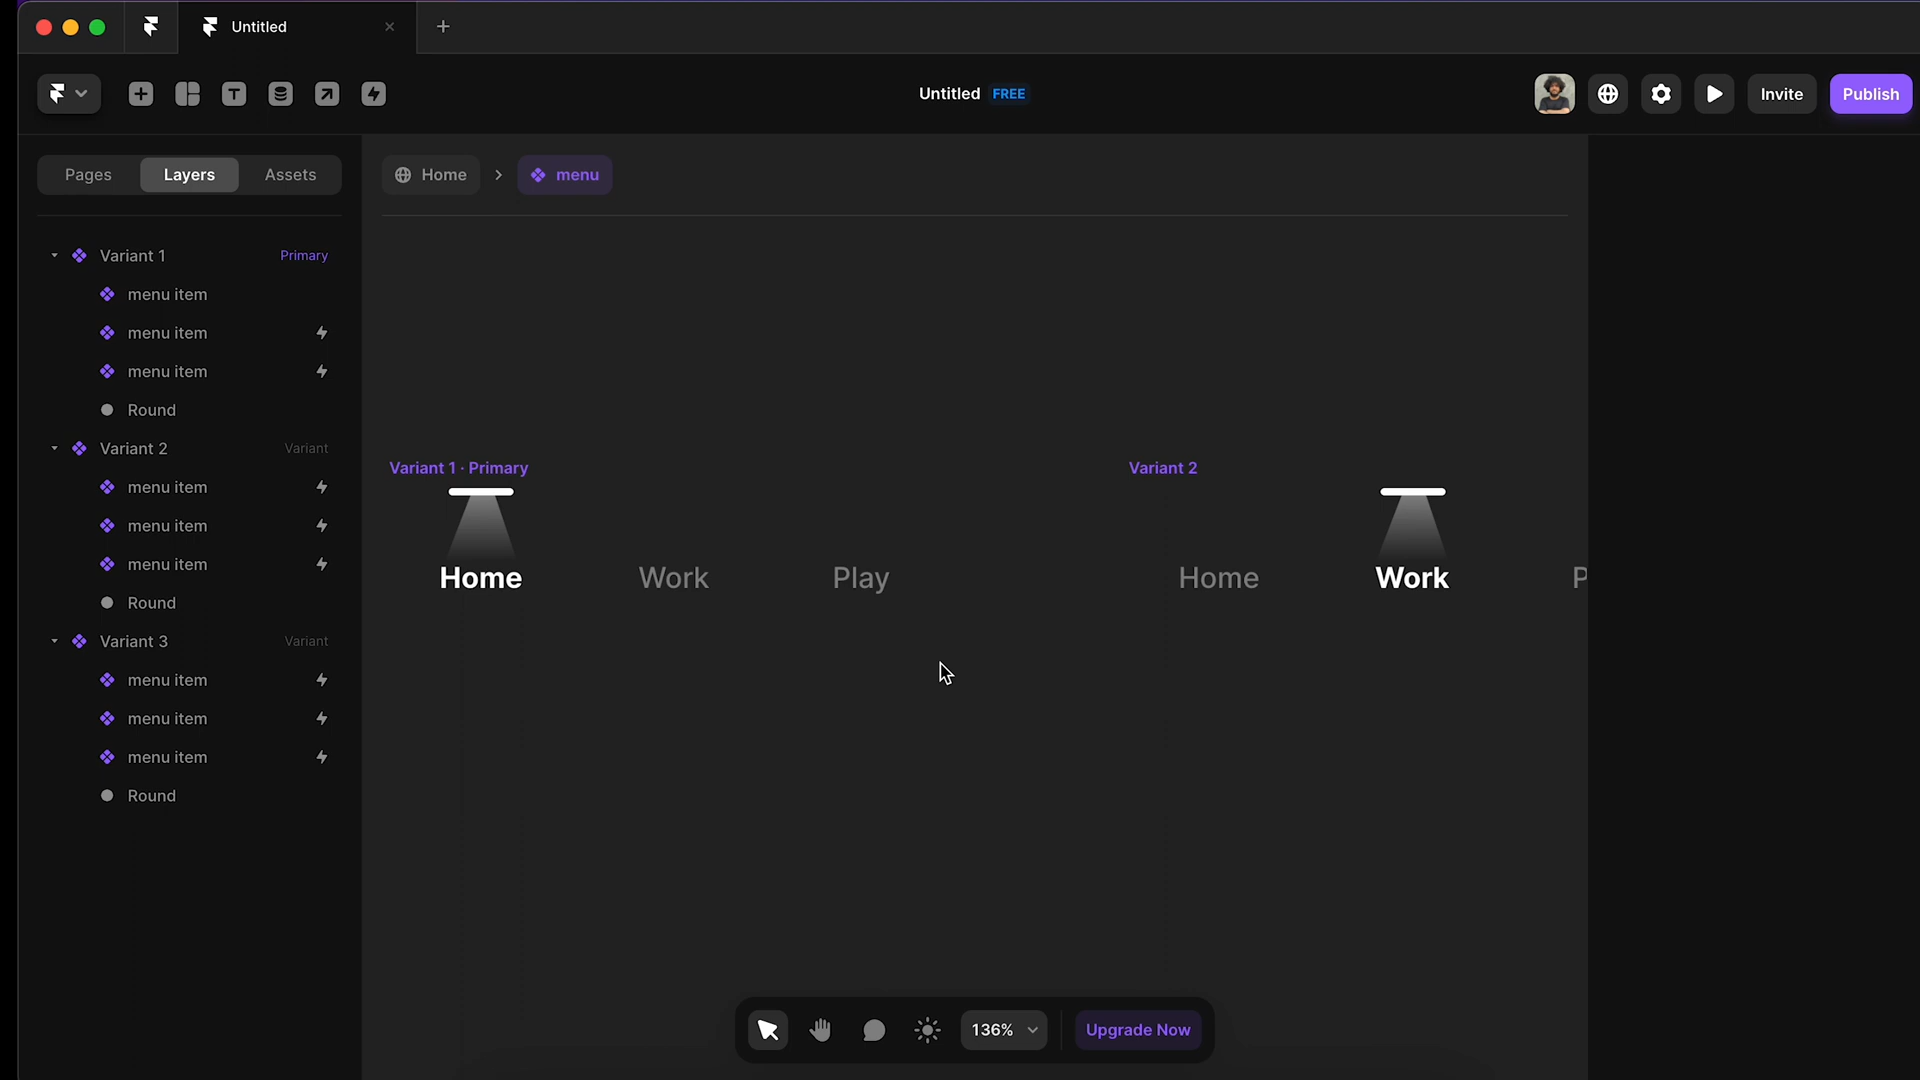 Untitled
Untitled FREE
Invite
Publish
Pages
Layers
Assets
Home
menu
Variant 1
Primary
menu item
menu item
menu item
Round
Variant 2
Variant
menu item
menu item
menu item
Round
Variant 3
Variant
menu item
menu item
menu item
Round
Variant 1 · Primary
Variant 2
Home
Work
Play
Home
Work
P
136%
Upgrade Now